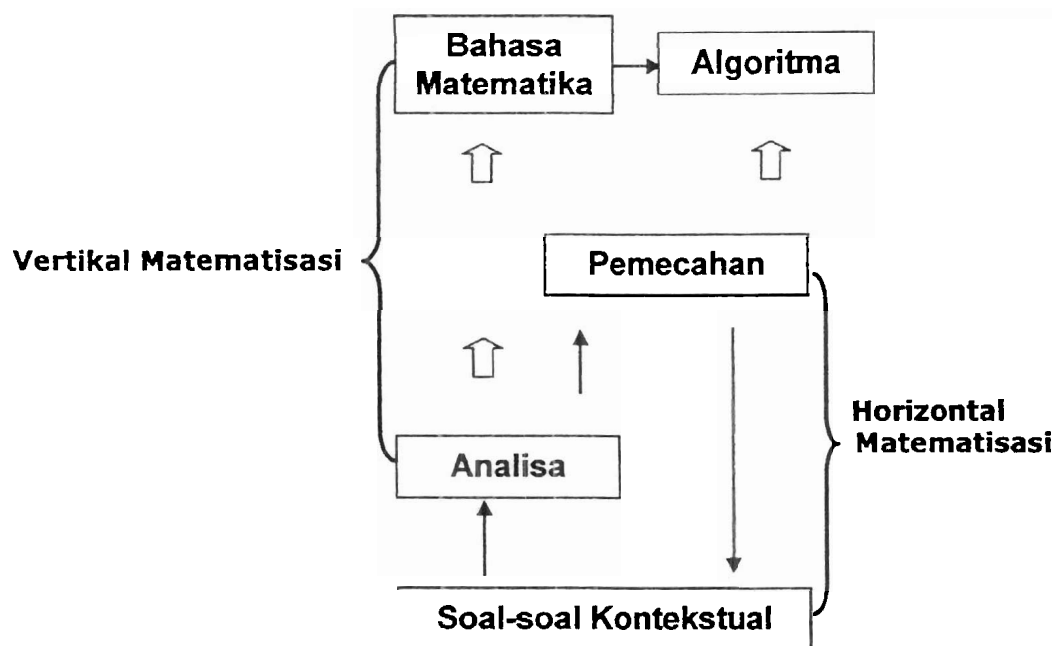 Bahasa
Matematika
Algoritma
Vertikal Matematisasi
Pemecahan
Horizontal
Matematisasi
Analisa
Soal-soal Kontekstual